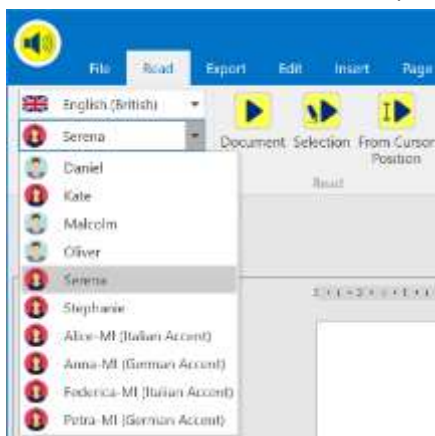 File Read Export Edit Insert Page
English (British)
Serena
Document Selection From Cursor Position
Read
Daniel
Kate
Malcolm
Oliver
Serena
Stephanie
Alice-Ml (Italian Accent)
Anna-Ml (German Accent)
Federica-Ml (Italian Accent)
Petra-Ml (German Accent)